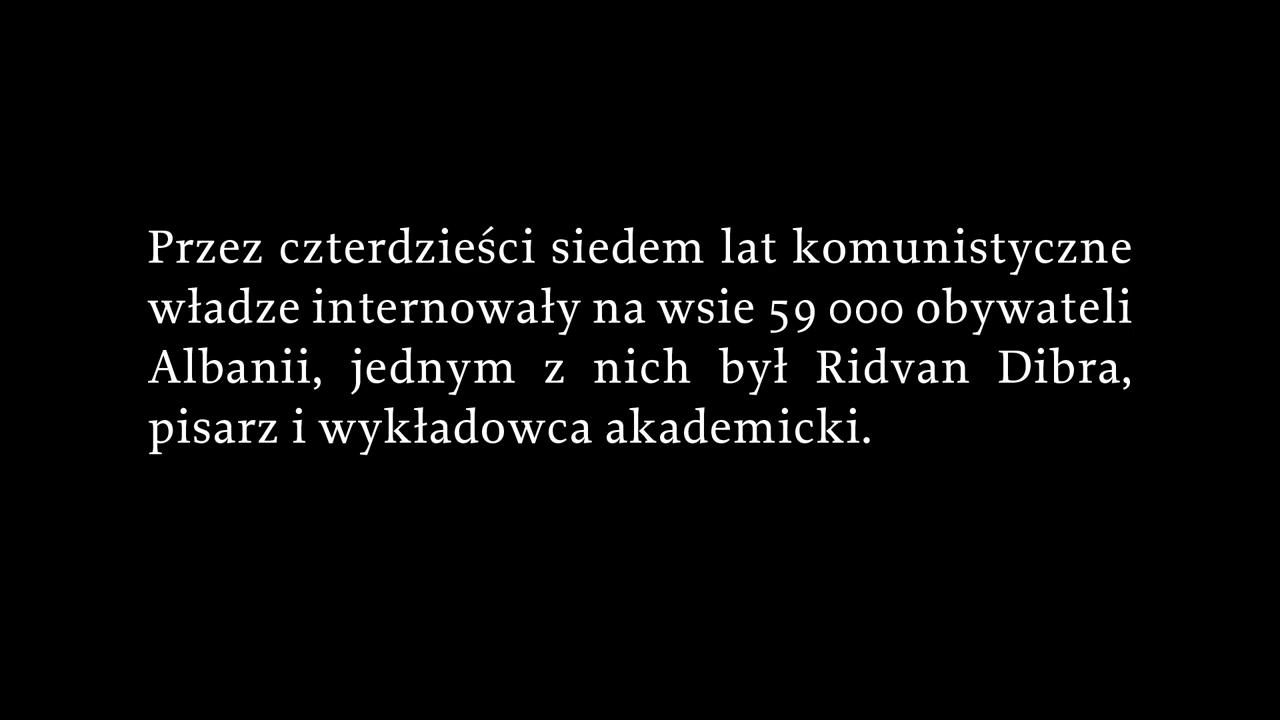 Przez czterdzieści siedem lat komunistyczne
władze internowały na wsie 59 000 obywateli
Albanii, jednym z nich był Ridvan Dibra,
pisarz i wykładowca akademicki.